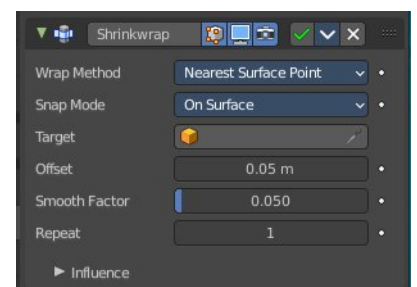 Shrinkwrap
Wrap Method Nearest Surface Point
Snap Mode On Surface
Target
Offset 0.05 m
Smooth Factor 0.050
Repeat 1
Influence